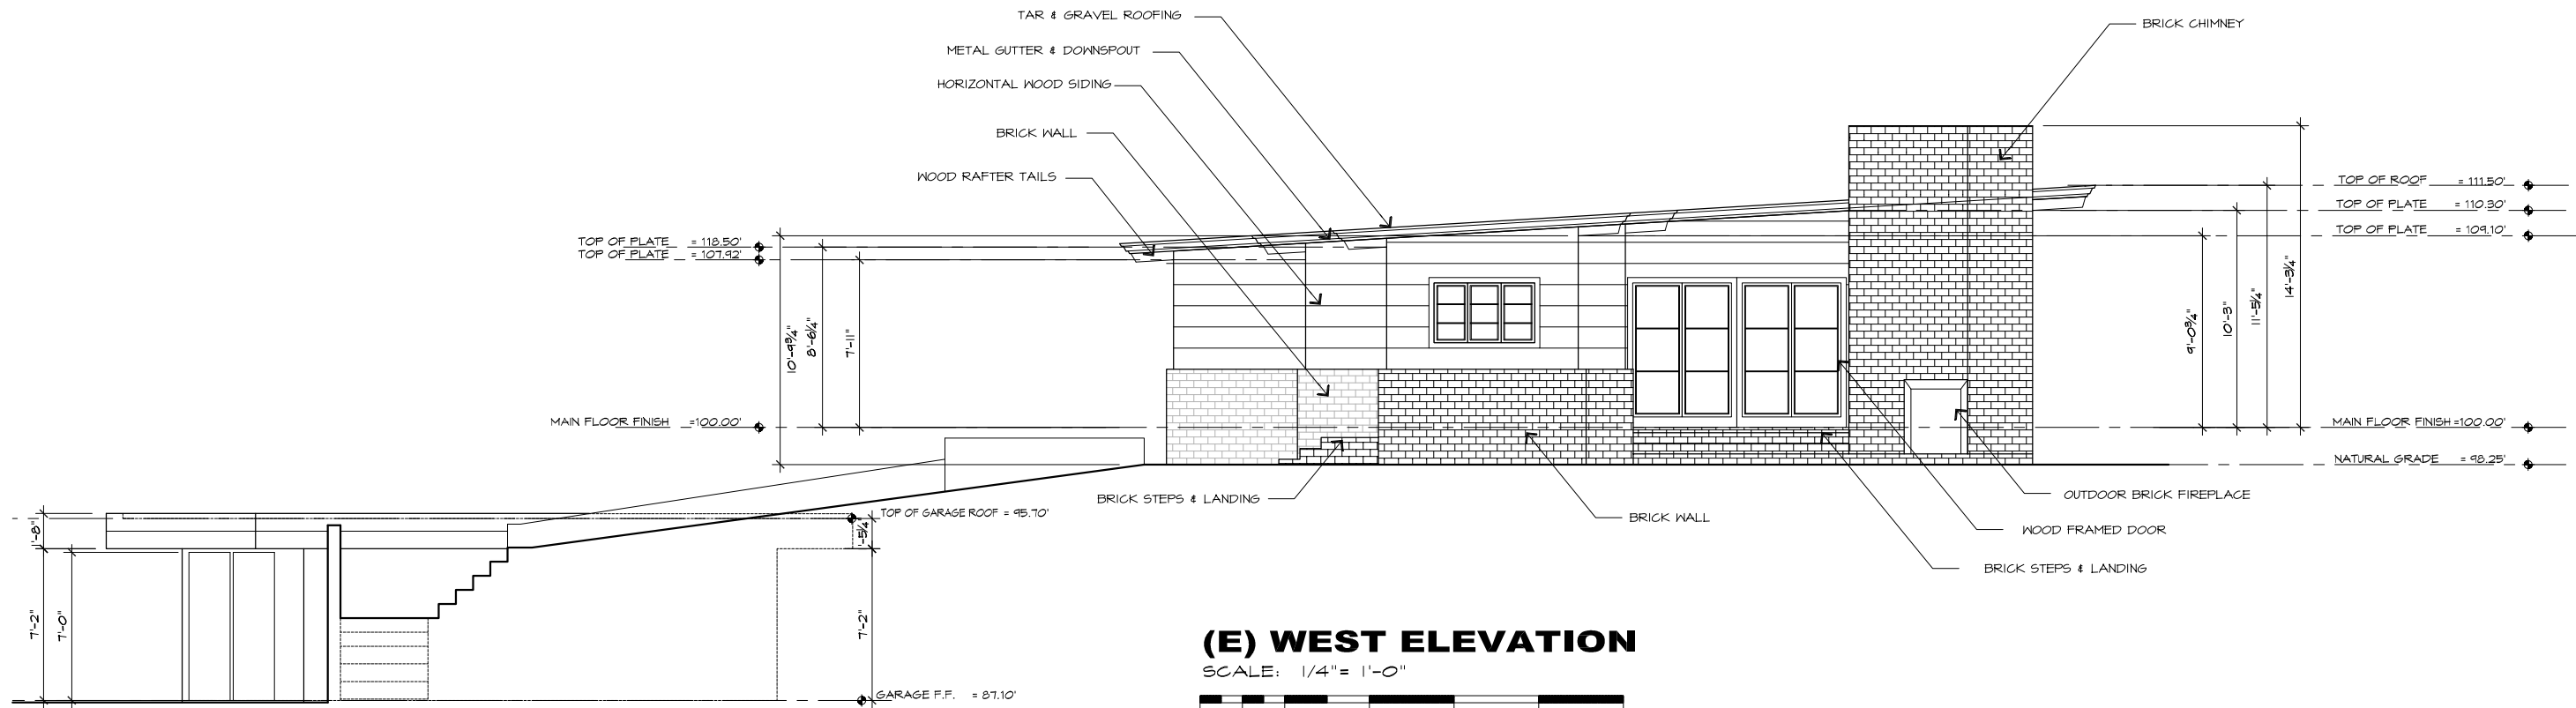 TAR & GRAVEL ROOFING
BRICK CHIMNEY
METAL GUTTER & DOWNSPOUT
HORIZONTAL WOOD SIDING
BRICK WALL
WOOD RAFTER TAILS
TOP OF ROOF = 111.50'
TOP OF PLATE = 110.30'
TOP OF PLATE = 109.10'
TOP OF PLATE = 118.50'
TOP OF PLATE = 107.92'
10'-9¾"
8'-6¼"
7'-11"
9'-0¾"
10'-3"
11'-5¼"
14'-3¼"
MAIN FLOOR FINISH =100.00'
MAIN FLOOR FINISH =100.00'
NATURAL GRADE = 98.25'
BRICK STEPS & LANDING
OUTDOOR BRICK FIREPLACE
TOP OF GARAGE ROOF = 95.70'
BRICK WALL
WOOD FRAMED DOOR
BRICK STEPS & LANDING
7'-2"
7'-0"
7'-2"
(E) WEST ELEVATION
SCALE: 1/4"= 1'-0"
GARAGE F.F. = 87.10'